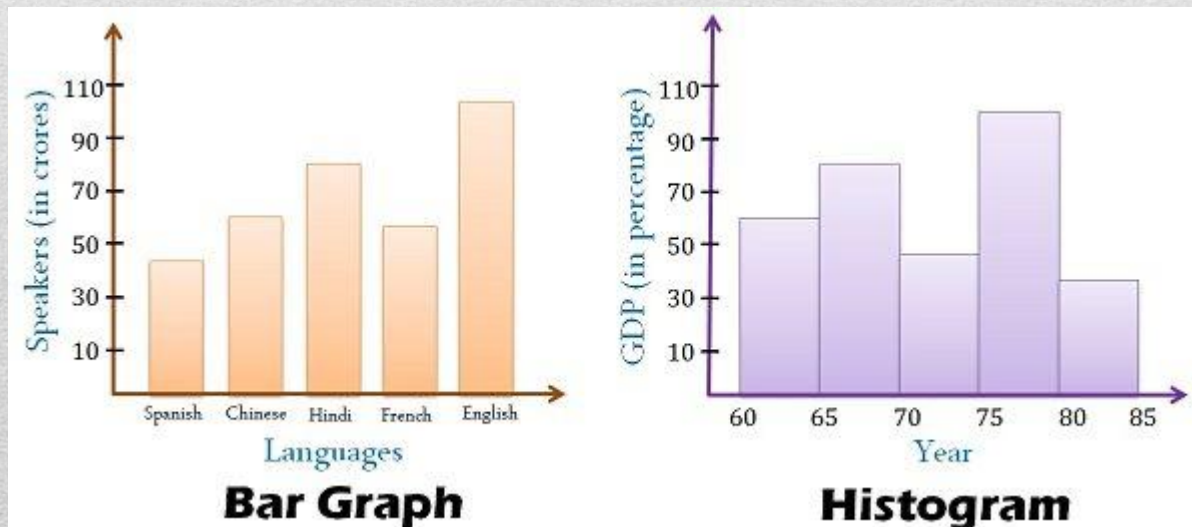 Speakers (in crores)
110
90
70
50
30
10
Spanish Chinese Hindi French English
Languages
Bar Graph
GDP (in percentage)
110
90
70
50
30
10
60 65 70 75 80 85
Year
Histogram